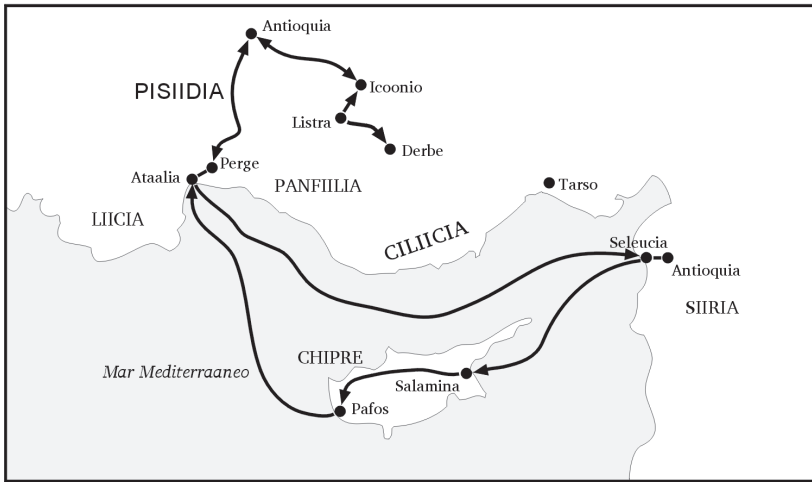 Antioquia
PISIIDIA
Icoonio
Listra
Derbe
Perge
Ataalia
PANFIILIA
Tarso
LIICIA
CILIICIA
Seleucia
Antioquia
SIIRIA
CHIPRE
Mar Mediterraaneo
Salamina
Pafos